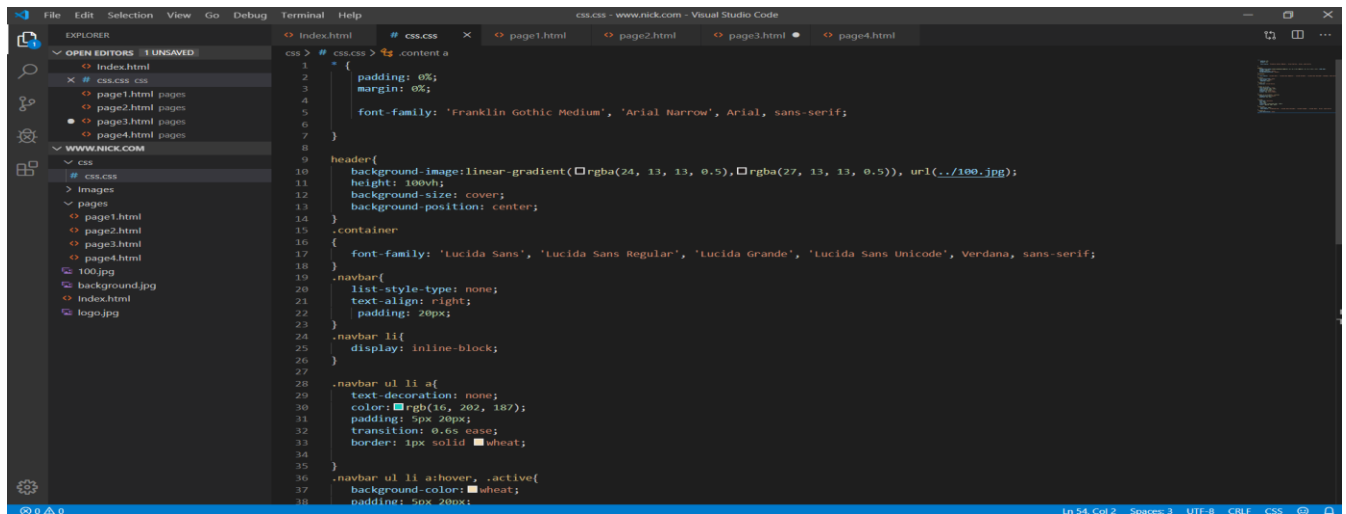 File Edit Selection View Go Debug Terminal Help css.css - www.nick.com - Visual Studio Code
EXPLORER
OPEN EDITORS 1 UNSAVED
Index.html
css.css css
page1.html pages
page2.html pages
page3.html pages
page4.html pages
WWW.NICK.COM
css
# css.css
Images
pages
page1.html
page2.html
page3.html
page4.html
100.jpg
background.jpg
Index.html
logo.jpg
Index.html # css.css page1.html page2.html page3.html page4.html
css > # css.css > .content a
1 * {
2 padding: 0%;
3 margin: 0%;
4
5 font-family: 'Franklin Gothic Medium', 'Arial Narrow', Arial, sans-serif;
6
7 }
8
9 header{
10 background-image:linear-gradient(rgba(24, 13, 13, 0.5),rgba(27, 13, 13, 0.5)), url(../100.jpg);
11 height: 100vh;
12 background-size: cover;
13 background-position: center;
14 }
15 .container
16 {
17 font-family: 'Lucida Sans', 'Lucida Sans Regular', 'Lucida Grande', 'Lucida Sans Unicode', Verdana, sans-serif;
18 }
19 .navbar{
20 list-style-type: none;
21 text-align: right;
22 padding: 20px;
23 }
24 .navbar li{
25 display: inline-block;
26 }
27
28 .navbar ul li a{
29 text-decoration: none;
30 color:rgb(16, 202, 187);
31 padding: 5px 20px;
32 transition: 0.6s ease;
33 border: 1px solid wheat;
34
35 }
36 .navbar ul li a:hover, .active{
37 background-color:wheat;
38 padding: 5px 20px;
0 0 Ln 54, Col 2 Spaces: 3 UTF-8 CRLF CSS